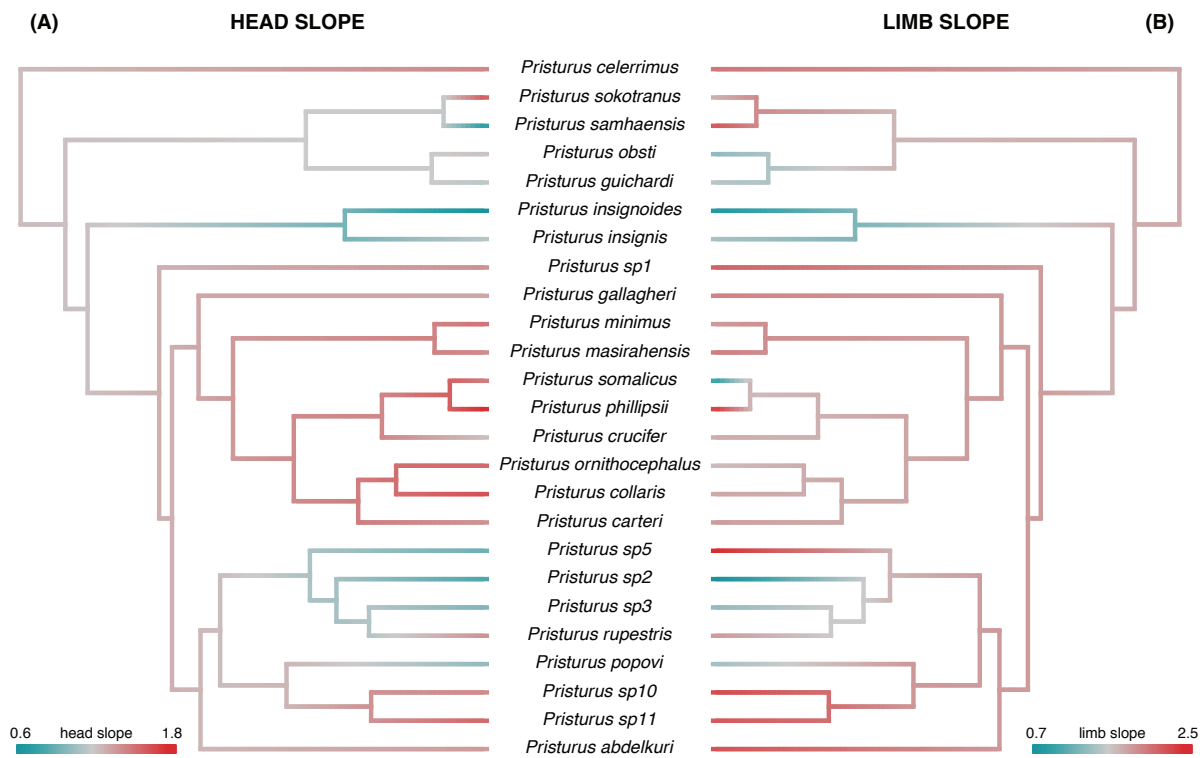 (A) HEAD SLOPE LIMB SLOPE (B)
Pristurus celerrimus
Pristurus sokotranus
Pristurus samhaensis
Pristurus obsti
Pristurus guichardi
Pristurus insignoides
Pristurus insignis
Pristurus sp1
Pristurus gallagheri
Pristurus minimus
Pristurus masirahensis
Pristurus somalicus
Pristurus phillipsii
Pristurus crucifer
Pristurus ornithocephalus
Pristurus collaris
Pristurus carteri
Pristurus sp5
Pristurus sp2
Pristurus sp3
Pristurus rupestris
Pristurus popovi
Pristurus sp10
Pristurus sp11
Pristurus abdelkuri
0.6 head slope 1.8
0.7 limb slope 2.5